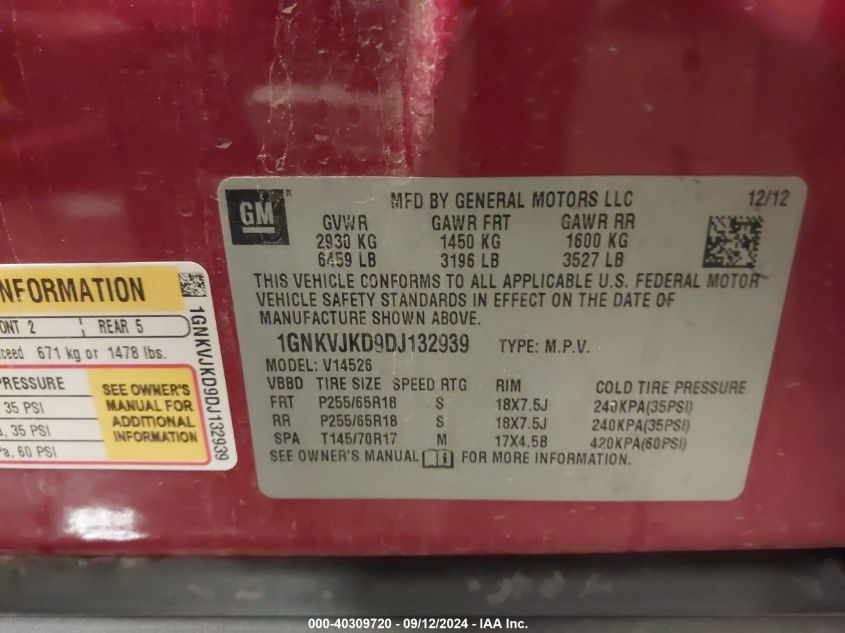 GM
MFD BY GENERAL MOTORS LLC 12/12
GVWR GAWR FRT GAWR RR
2930 KG 1450 KG 1600 KG
6459 LB 3196 LB 3527 LB
THIS VEHICLE CONFORMS TO ALL APPLICABLE U.S. FEDERAL MOTOR
VEHICLE SAFETY STANDARDS IN EFFECT ON THE DATE OF
MANUFACTURE SHOWN ABOVE.
1GNKVJKD9DJ132939 TYPE: M.P.V.
MODEL: V14526
VBBD TIRE SIZE SPEED RTG RIM COLD TIRE PRESSURE
FRT P255/65R18 S 18X7.5J 240KPA(35PSI)
RR P255/65R18 S 18X7.5J 240KPA(35PSI)
SPA T145/70R17 M 17X4.5B 420KPA(60PSI)
SEE OWNER'S MANUAL FOR MORE INFORMATION.
NFORMATION
ONT 2 REAR 5
ceed 671 kg or 1478 lbs.
PRESSURE
35 PSI
a, 35 PSI
Pa, 60 PSI
SEE OWNER'S
MANUAL FOR
ADDITIONAL
INFORMATION
1GNKVJKD9DJ132939
000-40309720 - 09/12/2024 - IAA Inc.